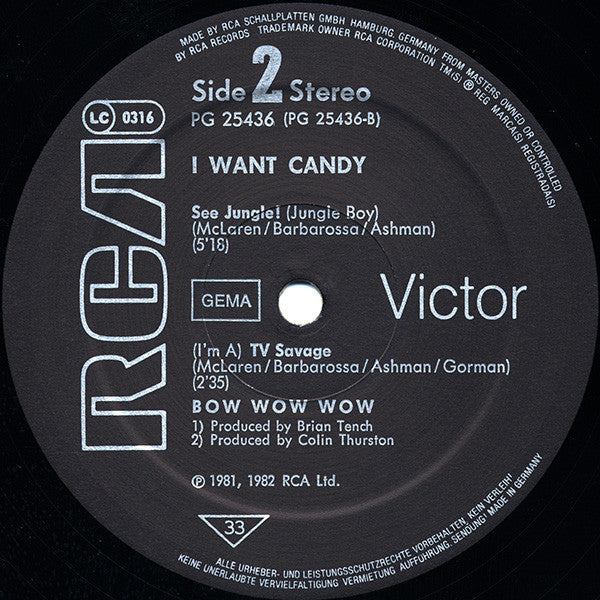 MADE BY RCA SCHALLPLATTEN GMBH HAMBURG, GERMANY FROM MASTERS OWNED OR CONTROLLED
BY RCA RECORDS TRADEMARK OWNER RCA CORPORATION TM(S) ® REG MARCA(S) REGISTRADA(S)
Side 2 Stereo
PG 25436 (PG 25436-B)
LC 0316
I WANT CANDY
RCA
See Jungle! (Jungle Boy)
(McLaren/Barbarossa/Ashman)
(5'18)
GEMA
Victor
(I'm A) TV Savage
(McLaren/Barbarossa/Ashman/Gorman)
(2'35)
BOW WOW WOW
1) Produced by Brian Tench
2) Produced by Colin Thurston
℗ 1981, 1982 RCA Ltd.
33
ALLE URHEBER- UND LEISTUNGSSCHUTZRECHTE VORBEHALTEN. KEIN VERLEIH!
KEINE UNERLAUBTE VERVIELFÄLTIGUNG VERMIETUNG AUFFÜHRUNG, SENDUNG! MADE IN GERMANY